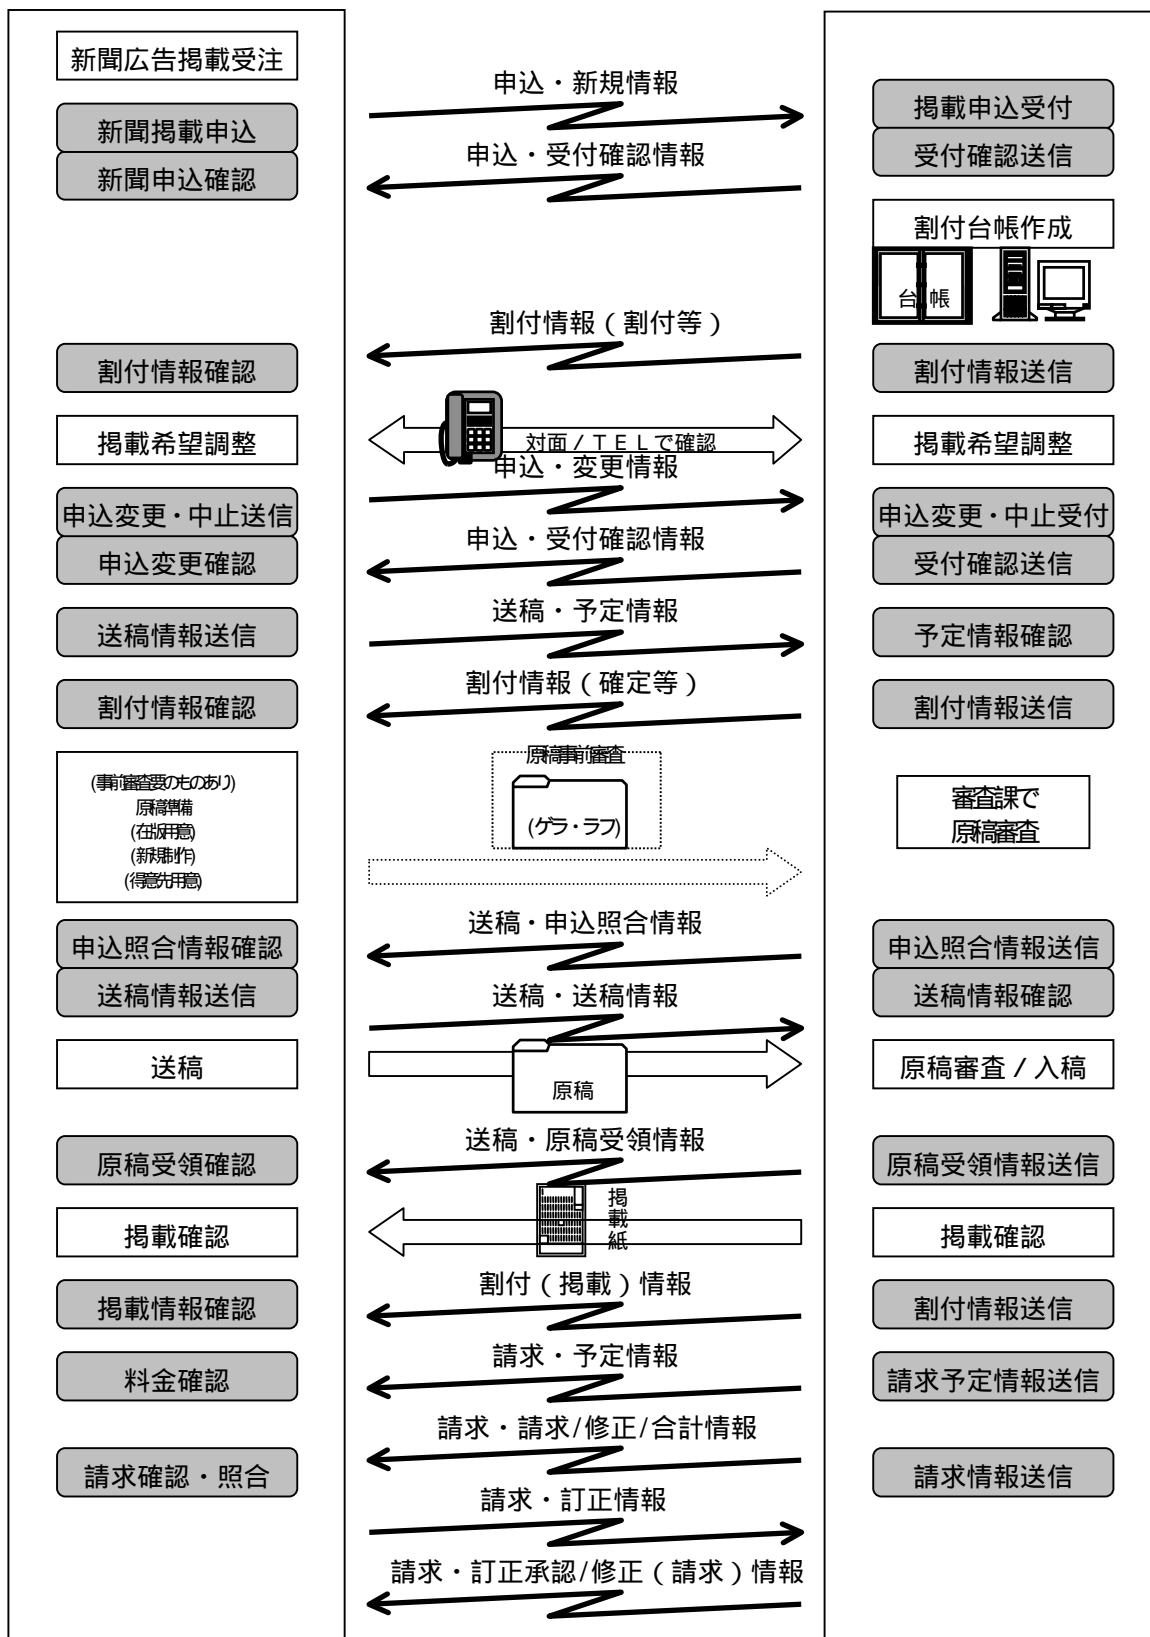 新聞広告掲載受注
申込・新規情報
掲載申込受付
新聞掲載申込
申込・受付確認情報
受付確認送信
新聞申込確認
割付台帳作成
台帳
割付情報(割付等)
割付情報確認
割付情報送信
掲載希望調整
対面/TELで確認
掲載希望調整
申込・変更情報
申込変更・中止送信
申込変更・中止受付
申込・受付確認情報
申込変更確認
受付確認送信
送稿・予定情報
送稿情報送信
予定情報確認
割付情報(確定等)
割付情報確認
割付情報送信
原稿事前審査
(事前審査要のものあり)
原稿準備
(在版用意)
(新規制作)
(得意先用意)
(ゲラ・ラフ)
審査課で
原稿審査
送稿・申込照合情報
申込照合情報確認
申込照合情報送信
送稿情報送信
送稿・送稿情報
送稿情報確認
送稿
原稿
原稿審査/入稿
送稿・原稿受領情報
原稿受領確認
原稿受領情報送信
掲載紙
掲載確認
掲載確認
割付(掲載)情報
掲載情報確認
割付情報送信
請求・予定情報
料金確認
請求予定情報送信
請求・請求/修正/合計情報
請求確認・照合
請求情報送信
請求・訂正情報
請求・訂正承認/修正(請求)情報